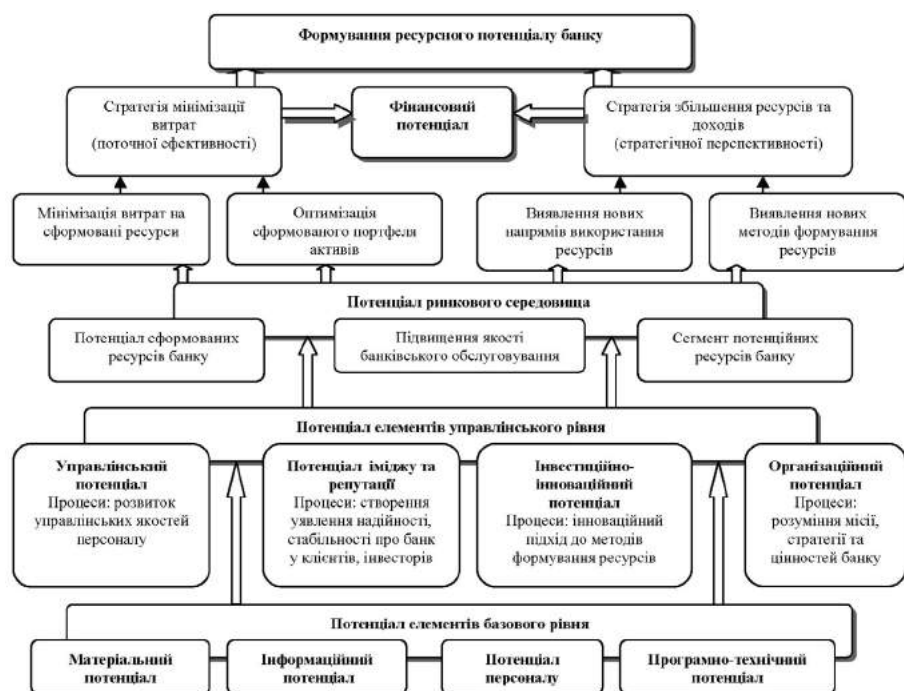 Формування ресурсного потенціалу банку
Стратегія мінімізації
витрат
(поточної ефективності)
Фінансовий
потенціал
Стратегія збільшення ресурсів та
доходів
(стратегічної перспективності)
Мінімізація витрат на
сформовані ресурси
Оптимізація
сформованого портфеля
активів
Виявлення нових
напрямів використання
ресурсів
Виявлення нових
методів формування
ресурсів
Потенціал ринкового середовища
Потенціал сформованих
ресурсів банку
Підвищення якості
банківського обслуговування
Сегмент потенційних
ресурсів банку
Потенціал елементів управлінського рівня
Управлінський
потенціал
Процеси: розвиток
управлінських якостей
персоналу
Потенціал іміджу та
репутації
Процеси: створення
уявлення надійності,
стабільності про банк
у клієнтів, інвесторів
Інвестиційно-
інноваційний потенціал
Процеси: інноваційний
підхід до методів
формування ресурсів
Організаційний
потенціал
Процеси:
розуміння місії,
стратегії та
цінностей банку
Потенціал елементів базового рівня
Матеріальний
потенціал
Інформаційний
потенціал
Потенціал
персоналу
Програмно-технічний
потенціал